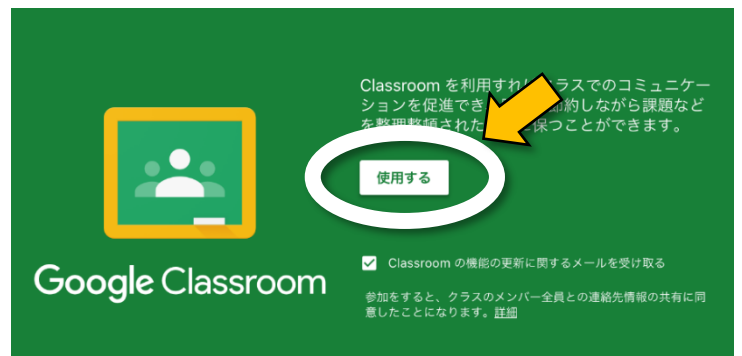 Classroom を利用すれ クラスでのコミュニケー
ションを促進でき 節約しながら課題など
を整理整頓された 保つことができます。
使用する
Google Classroom
Classroom の機能の更新に関するメールを受け取る
参加をすると、クラスのメンバー全員との連絡先情報の共有に同
意したことになります。詳細